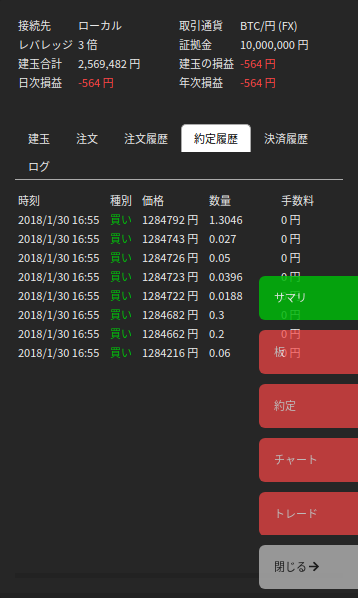 接続先 ローカル 取引通貨 BTC/円 (FX)
レバレッジ 3 倍 証拠金 10,000,000 円
建玉合計 2,569,482 円 建玉の損益 -564 円
日次損益 -564 円 年次損益 -564 円
建玉 注文 注文履歴 約定履歴 決済履歴
ログ
時刻 種別 価格 数量 手数料
2018/1/30 16:55 買い 1284792 円 1.3046 0 円
2018/1/30 16:55 買い 1284743 円 0.027 0 円
2018/1/30 16:55 買い 1284726 円 0.05 0 円
2018/1/30 16:55 買い 1284723 円 0.0396 0 円
2018/1/30 16:55 買い 1284722 円 0.0188 0 円
2018/1/30 16:55 買い 1284682 円 0.3 0 円
2018/1/30 16:55 買い 1284662 円 0.2 0 円
2018/1/30 16:55 買い 1284216 円 0.06 0 円
サマリ
板
約定
チャート
トレード
閉じる→